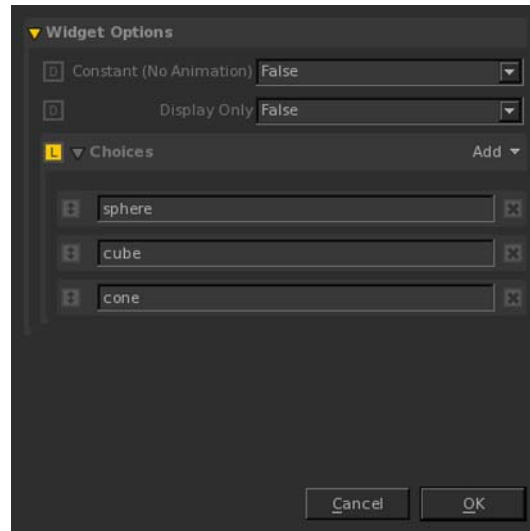 Widget Options
D Constant (No Animation) False
D Display Only False
L Choices Add
sphere
cube
cone
Cancel OK